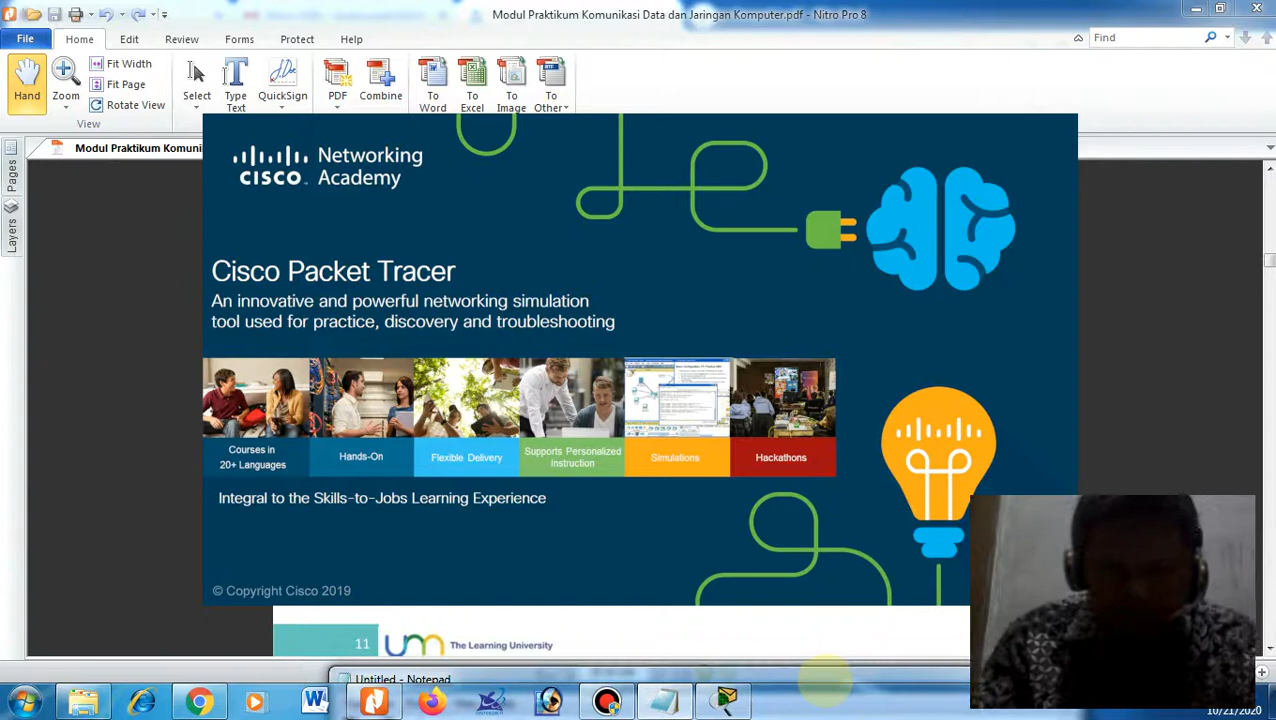 Modul Praktikum Komunikasi Data dan Jaringan Komputer.pdf - Nitro Pro 8
File Home Edit Review Forms Protect Help
Find
Fit Width
Fit Page
Rotate View
Hand Zoom Select Type Text QuickSign PDF Combine To Word To Excel To Image To Other
View
Modul Praktikum Komuni
Pages
Layers
Networking Academy
CISCO
Cisco Packet Tracer
An innovative and powerful networking simulation
tool used for practice, discovery and troubleshooting
Courses in
20+ Languages
Hands-On
Flexible Delivery
Supports Personalized
Instruction
Simulations
Hackathons
Integral to the Skills-to-Jobs Learning Experience
© Copyright Cisco 2019
11 um The Learning University
Untitled - Notepad
10/21/2020